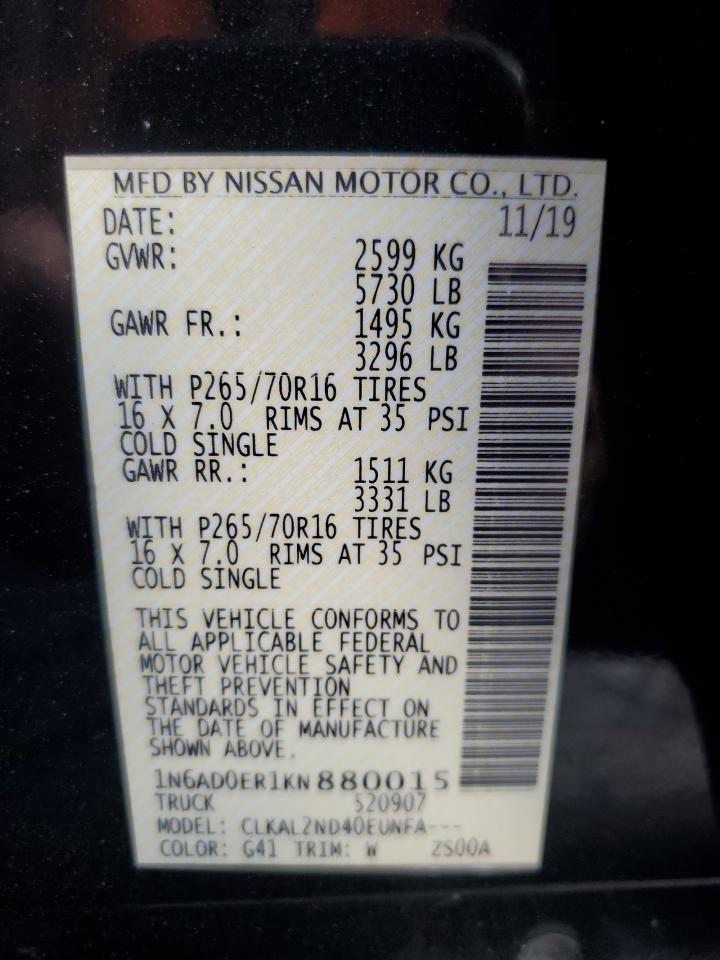 MFD BY NISSAN MOTOR CO., LTD.
DATE: 11/19
GVWR: 2599 KG
5730 LB
GAWR FR.: 1495 KG
3296 LB
WITH P265/70R16 TIRES
16 X 7.0 RIMS AT 35 PSI
COLD SINGLE
GAWR RR.: 1511 KG
3331 LB
WITH P265/70R16 TIRES
16 X 7.0 RIMS AT 35 PSI
COLD SINGLE
THIS VEHICLE CONFORMS TO
ALL APPLICABLE FEDERAL
MOTOR VEHICLE SAFETY AND
THEFT PREVENTION
STANDARDS IN EFFECT ON
THE DATE OF MANUFACTURE
SHOWN ABOVE.
1N6AD0ER1KN880015
TRUCK 520907
MODEL: CLKAL2ND40EUNFA---
COLOR: G41 TRIM: W ZS00A